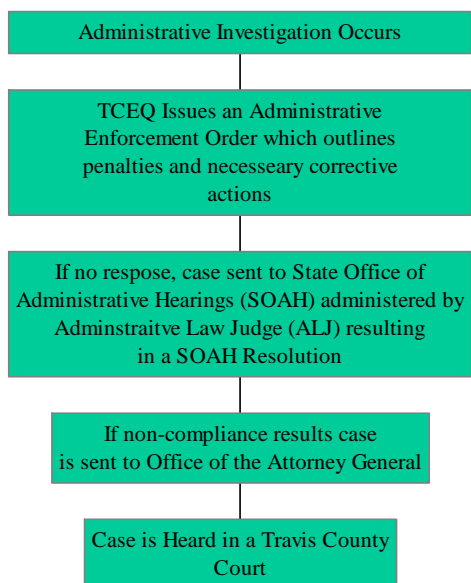 Administrative Investigation Occurs
TCEQ Issues an Administrative
Enforcement Order which outlines
penalties and necesseary corrective
actions
If no respose, case sent to State Office of
Administrative Hearings (SOAH) administered by
Adminstraitve Law Judge (ALJ) resulting
in a SOAH Resolution
If non-compliance results case
is sent to Office of the Attorney General
Case is Heard in a Travis County
Court